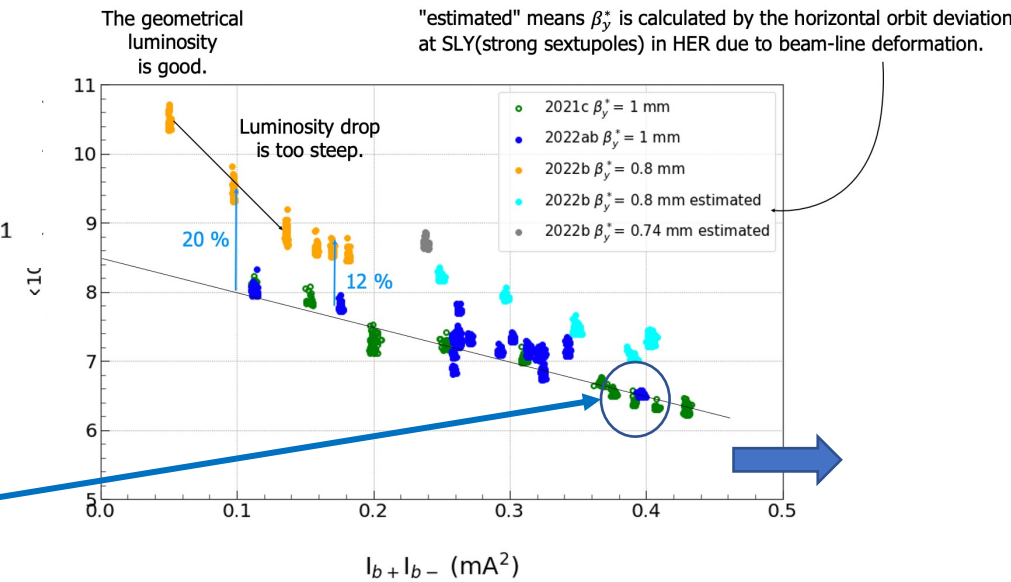 The geometrical
luminosity
is good.
"estimated" means β*y is calculated by the horizontal orbit deviation
at SLY(strong sextupoles) in HER due to beam-line deformation.
11
10
9
8
7
6
5
Luminosity drop
is too steep.
20 %
12 %
2021c β*y = 1 mm
2022ab β*y = 1 mm
2022b β*y = 0.8 mm
2022b β*y = 0.8 mm estimated
2022b β*y = 0.74 mm estimated
1
0.0 0.1 0.2 0.3 0.4 0.5
Ib+Ib- (mA²)